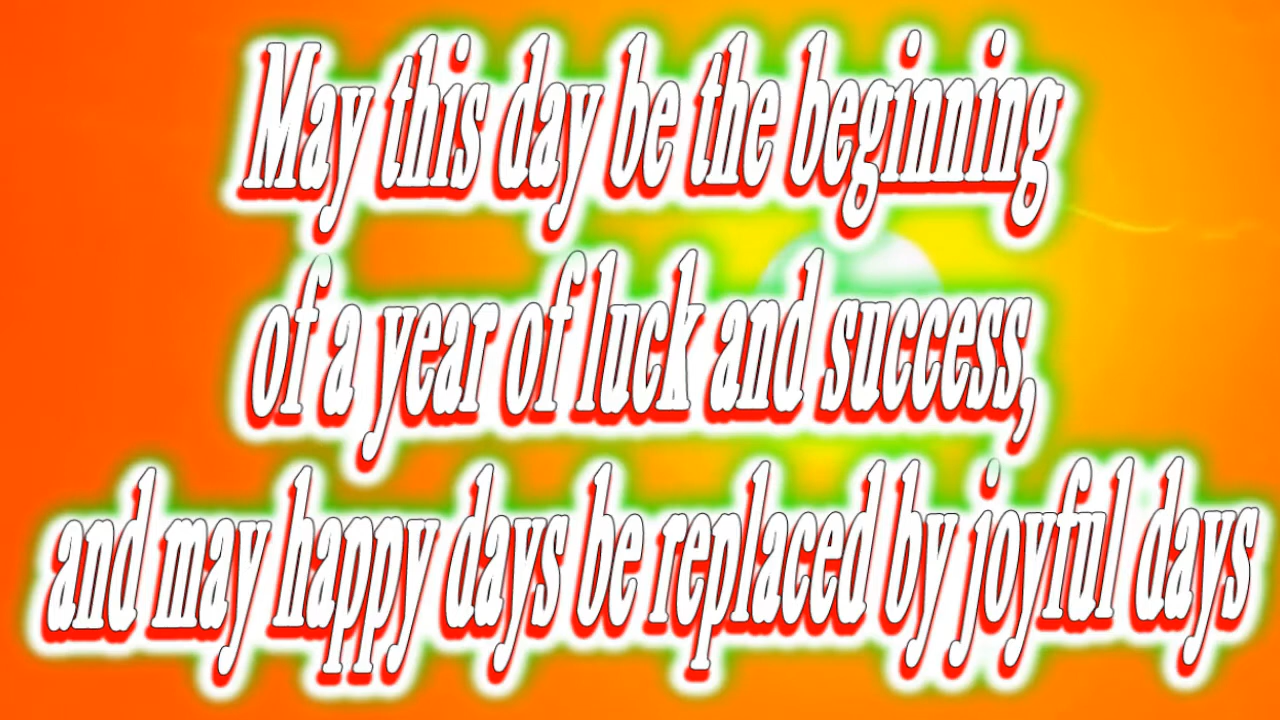 May this day be the beginning
of a year of luck and success,
and may happy days be replaced by joyful days